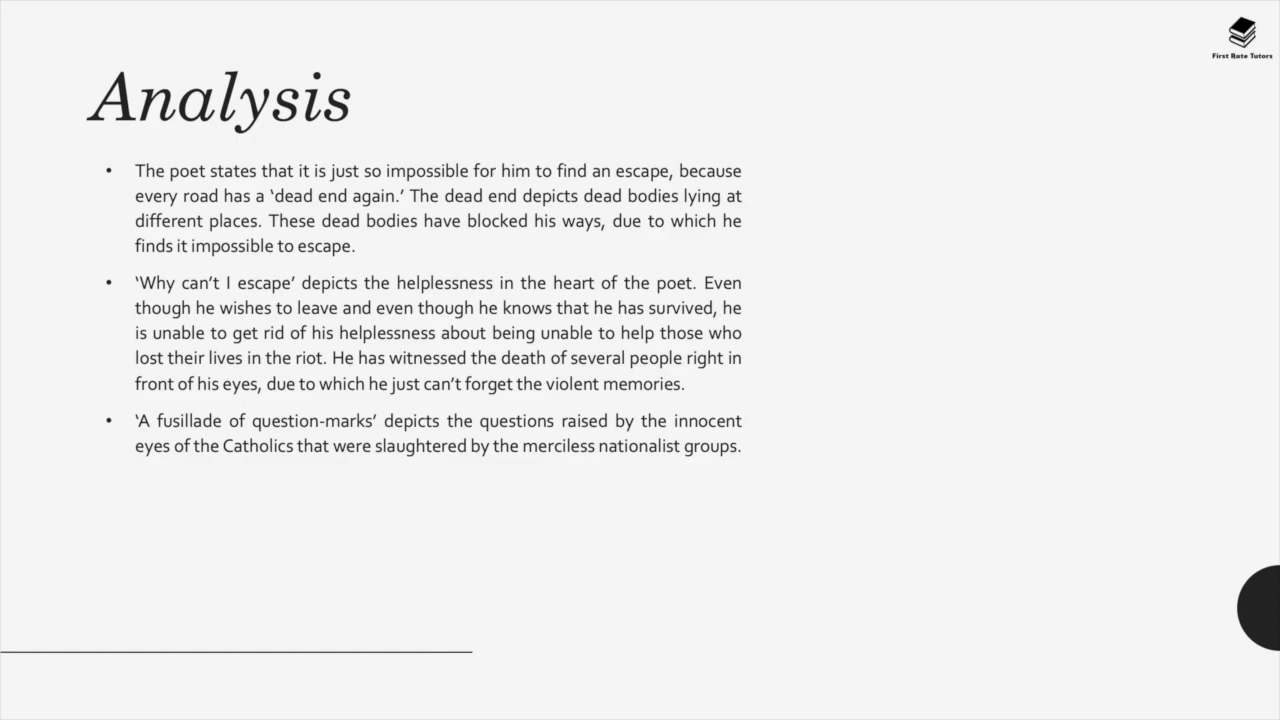 First Rate Tutors
Analysis
• The poet states that it is just so impossible for him to find an escape, because
every road has a ‘dead end again.’ The dead end depicts dead bodies lying at
different places. These dead bodies have blocked his ways, due to which he
finds it impossible to escape.
• ‘Why can’t I escape’ depicts the helplessness in the heart of the poet. Even
though he wishes to leave and even though he knows that he has survived, he
is unable to get rid of his helplessness about being unable to help those who
lost their lives in the riot. He has witnessed the death of several people right in
front of his eyes, due to which he just can’t forget the violent memories.
• ‘A fusillade of question-marks’ depicts the questions raised by the innocent
eyes of the Catholics that were slaughtered by the merciless nationalist groups.